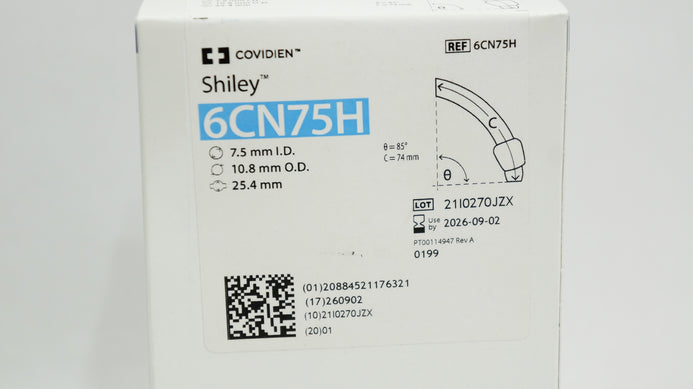 COVIDIEN™
REF 6CN75H
Shiley™
6CN75H
7.5 mm I.D.
10.8 mm O.D.
25.4 mm
θ = 85°
C = 74 mm
C
θ
LOT 21I0270JZX
Use by 2026-09-02
PT00114947 Rev A
0199
(01)20884521176321
(17)260902
(10)21I0270JZX
(20)01